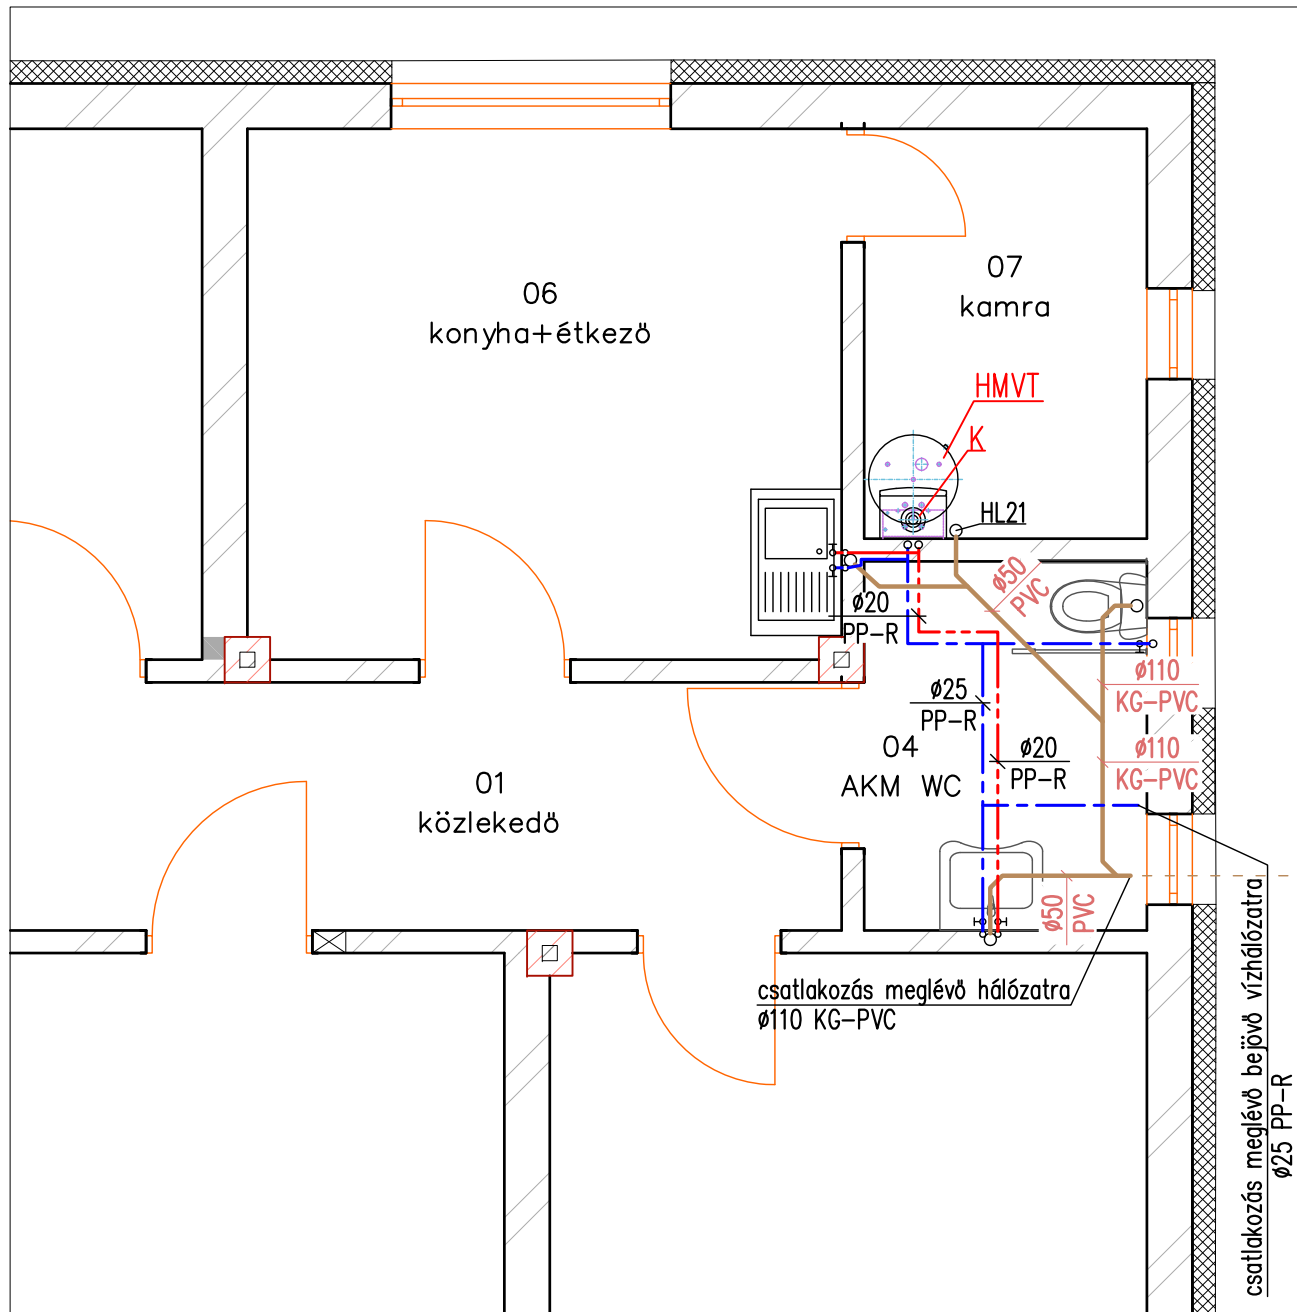 06
konyha+étkező
07
kamra
HMVT
K
HL21
ø50
PVC
ø20
PP-R
ø110
KG-PVC
ø25
PP-R
04
AKM WC
ø20
PP-R
ø110
KG-PVC
01
közlekedő
ø50
PVC
csatlakozás meglévő hálózatra
ø110 KG-PVC
csatlakozás meglévő bejövő vízhálózatra
ø25 PP-R